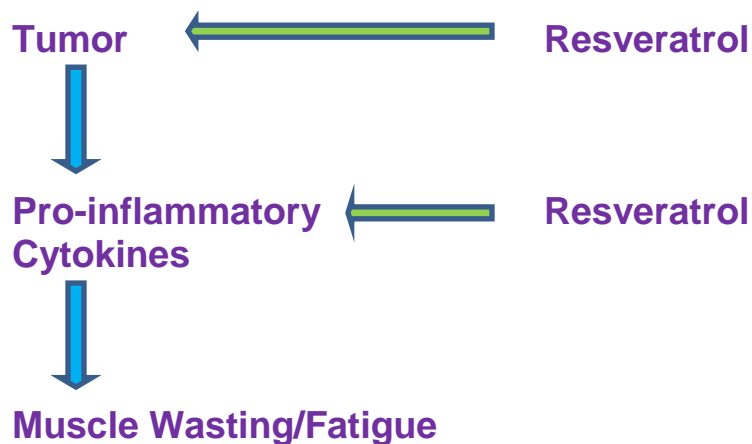 Tumor Resveratrol
Pro-inflammatory Resveratrol
Cytokines
Muscle Wasting/Fatigue